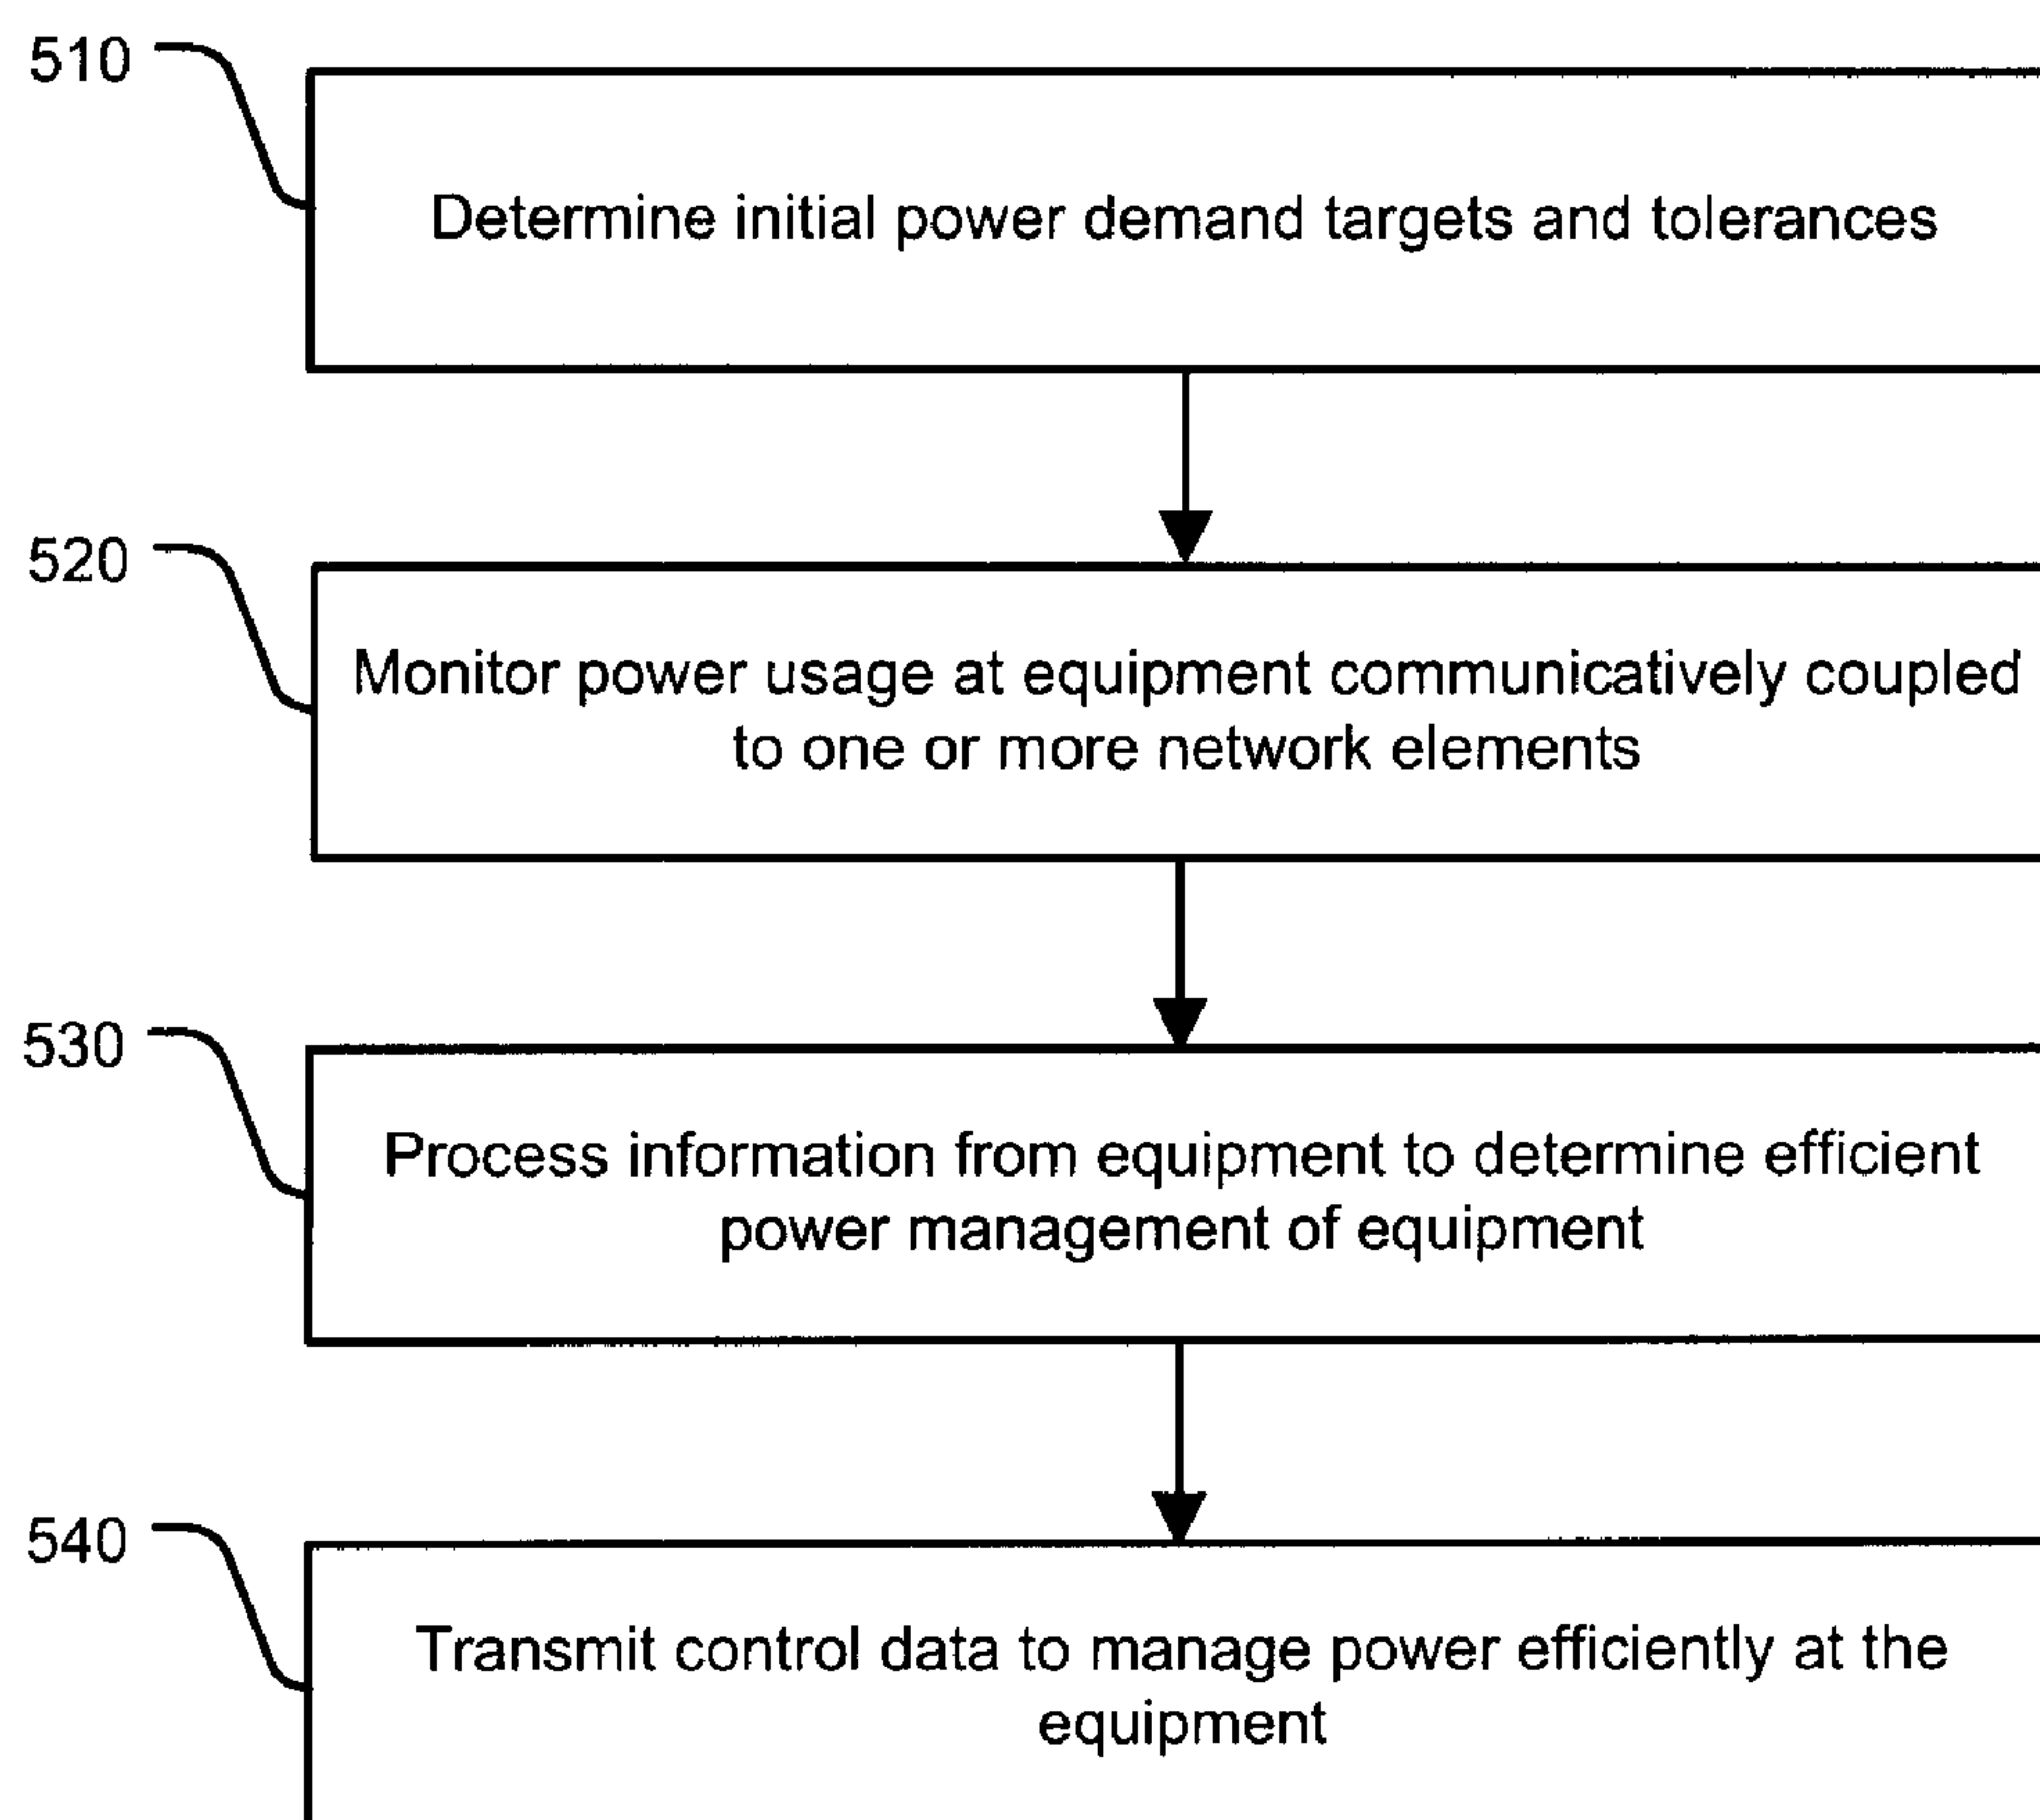 510
Determine initial power demand targets and tolerances
520
Monitor power usage at equipment communicatively coupled
to one or more network elements
530
Process information from equipment to determine efficient
power management of equipment
540
Transmit control data to manage power efficiently at the
equipment